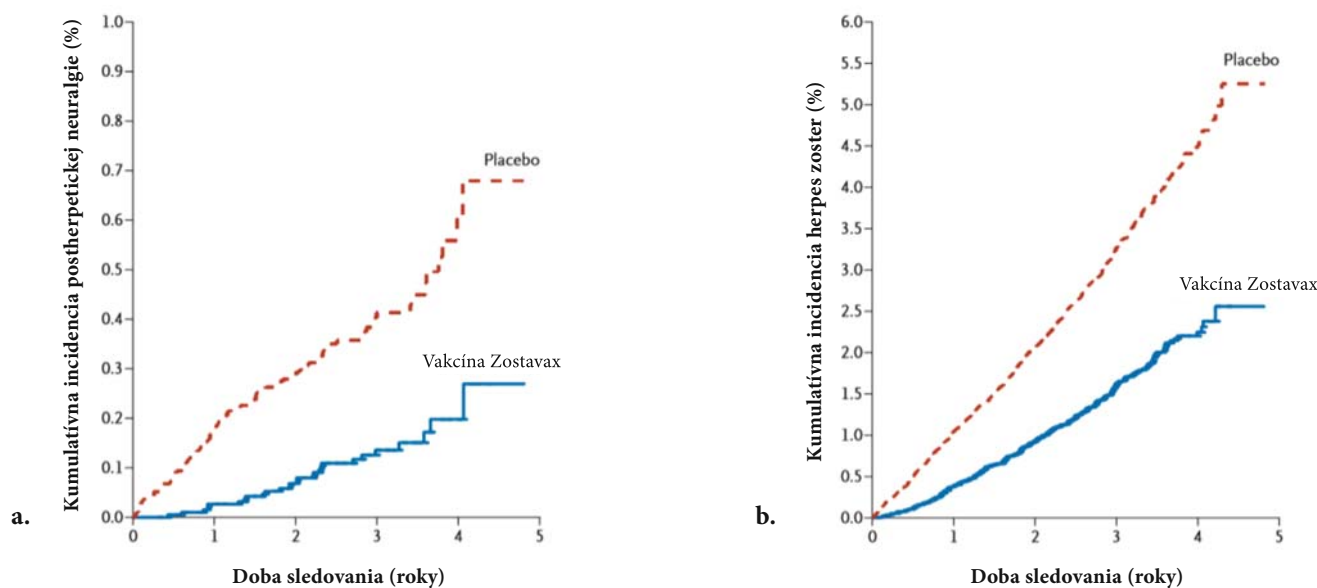 Kumulatívna incidencia postherpetickej neuralgie (%)
1.0
0.9
0.8
0.7
0.6
0.5
0.4
0.3
0.2
0.1
0.0
Placebo
Vakcína Zostavax
0 1 2 3 4 5
a.
Doba sledovania (roky)
Kumulatívna incidencia herpes zoster (%)
6.0
5.5
5.0
4.5
4.0
3.5
3.0
2.5
2.0
1.5
1.0
0.5
0.0
Placebo
Vakcína Zostavax
0 1 2 3 4 5
b.
Doba sledovania (roky)